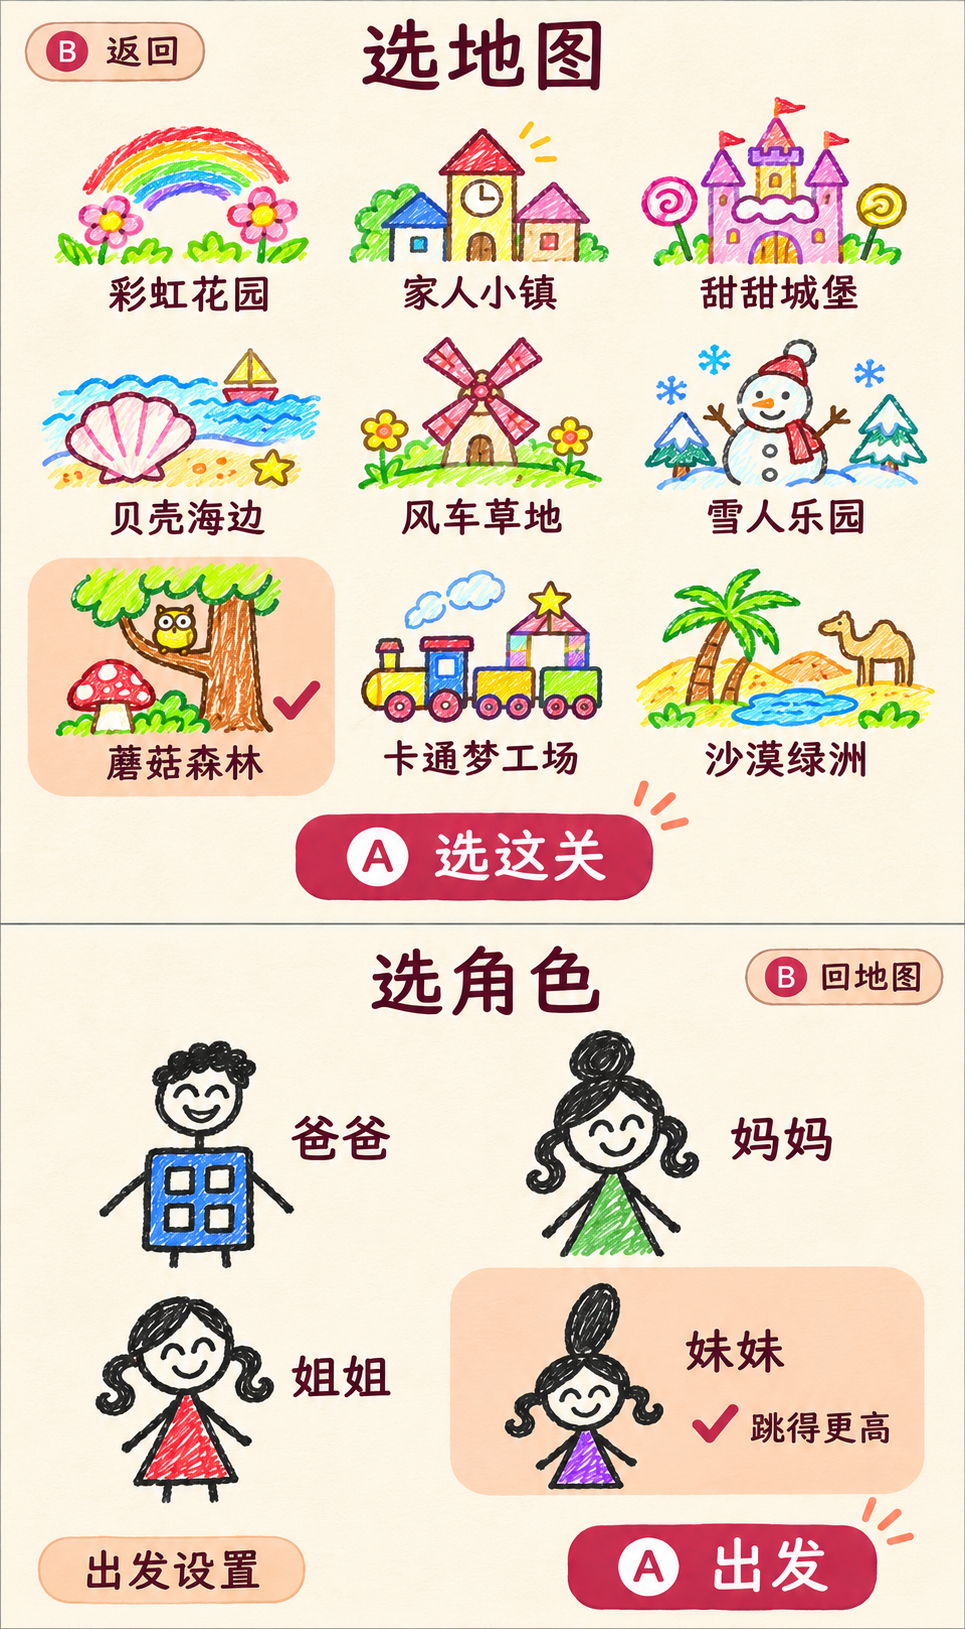 B 返回
选地图
彩虹花园
家人小镇
甜甜城堡
贝壳海边
风车草地
雪人乐园
蘑菇森林
卡通梦工场
沙漠绿洲
A 选这关
选角色
B 回地图
爸爸
妈妈
姐姐
妹妹
跳得更高
出发设置
A 出发